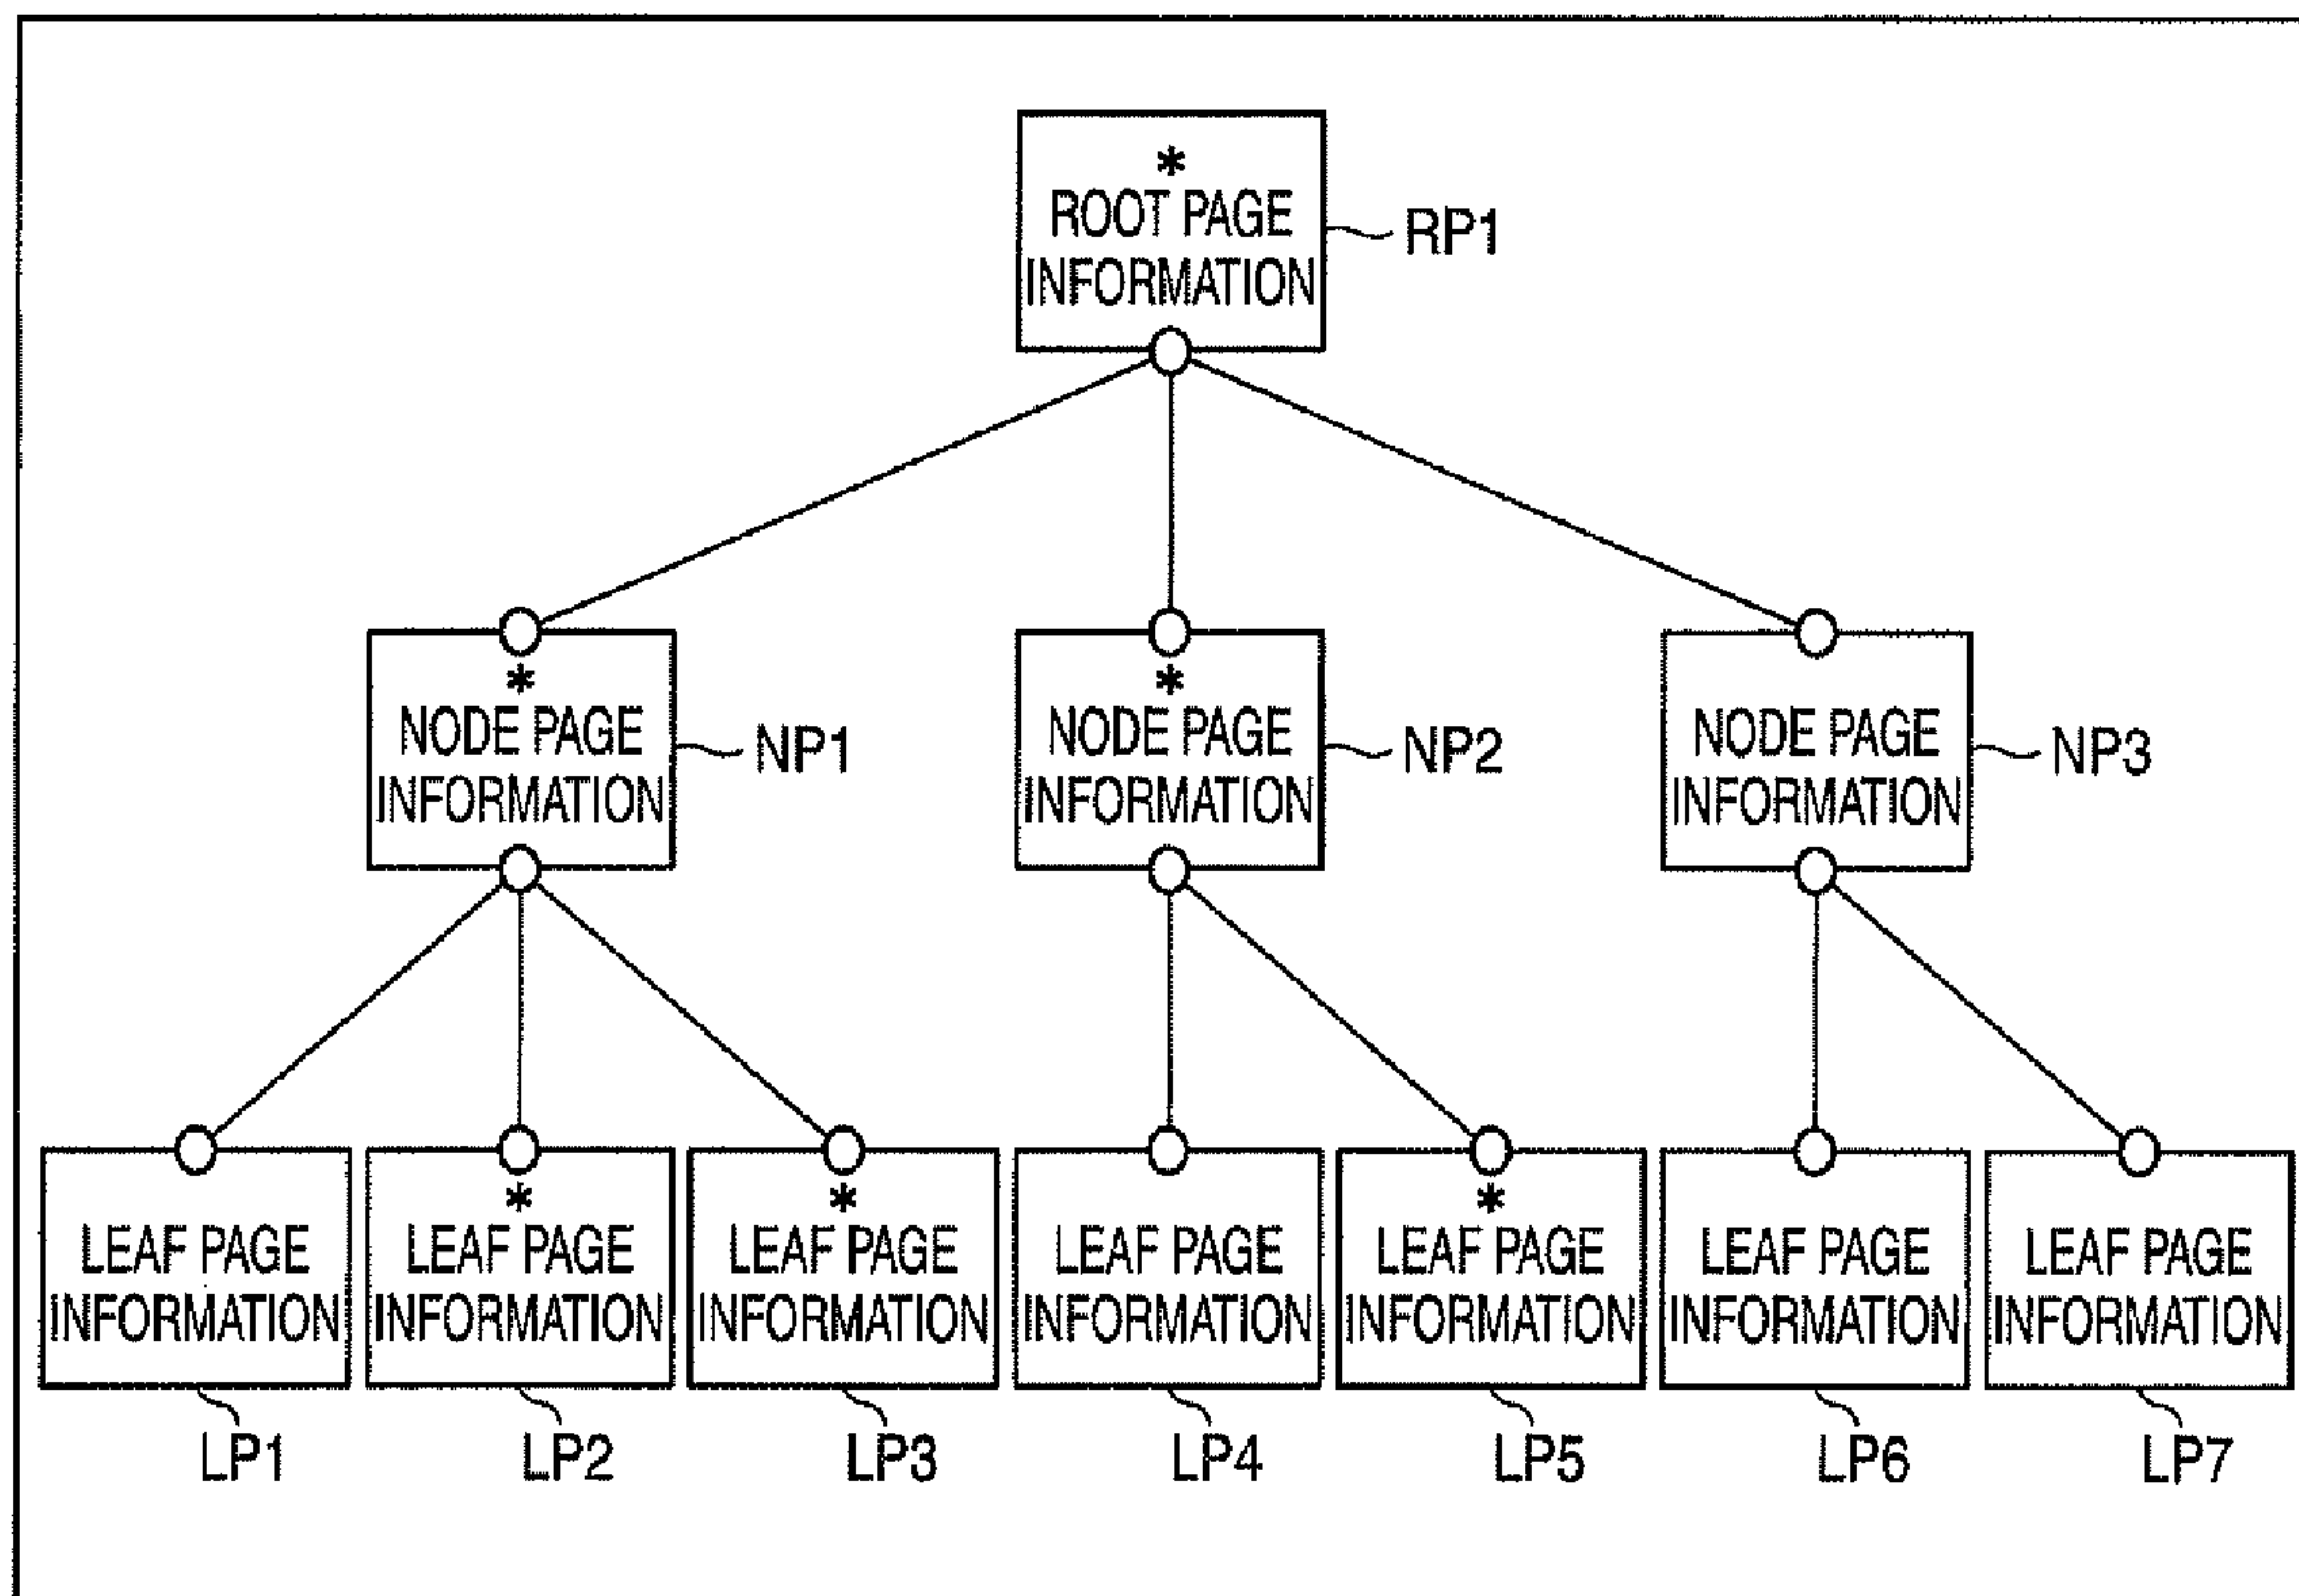 *
ROOT PAGE
INFORMATION
RP1
*
NODE PAGE
INFORMATION
NP1
*
NODE PAGE
INFORMATION
NP2
NODE PAGE
INFORMATION
NP3
LEAF PAGE
INFORMATION
LP1
*
LEAF PAGE
INFORMATION
LP2
*
LEAF PAGE
INFORMATION
LP3
LEAF PAGE
INFORMATION
LP4
*
LEAF PAGE
INFORMATION
LP5
LEAF PAGE
INFORMATION
LP6
LEAF PAGE
INFORMATION
LP7